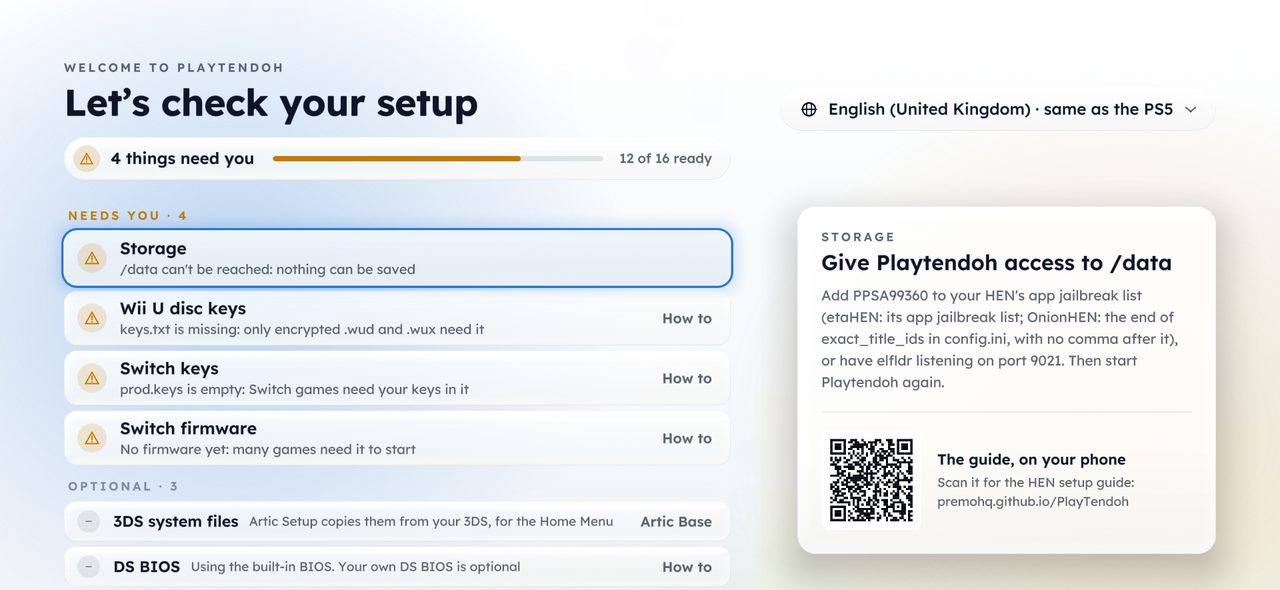 WELCOME TO PLAYTENDOH
Let’s check your setup
English (United Kingdom) · same as the PS5
4 things need you
12 of 16 ready
NEEDS YOU · 4
Storage
/data can't be reached: nothing can be saved
Wii U disc keys
keys.txt is missing: only encrypted .wud and .wux need it
How to
Switch keys
prod.keys is empty: Switch games need your keys in it
How to
Switch firmware
No firmware yet: many games need it to start
How to
OPTIONAL · 3
3DS system files
Artic Setup copies them from your 3DS, for the Home Menu
Artic Base
DS BIOS
Using the built-in BIOS. Your own DS BIOS is optional
How to
STORAGE
Give Playtendoh access to /data
Add PPSA99360 to your HEN's app jailbreak list
(etaHEN: its app jailbreak list; OnionHEN: the end of
exact_title_ids in config.ini, with no comma after it),
or have elfldr listening on port 9021. Then start
Playtendoh again.
The guide, on your phone
Scan it for the HEN setup guide:
premohq.github.io/PlayTendoh